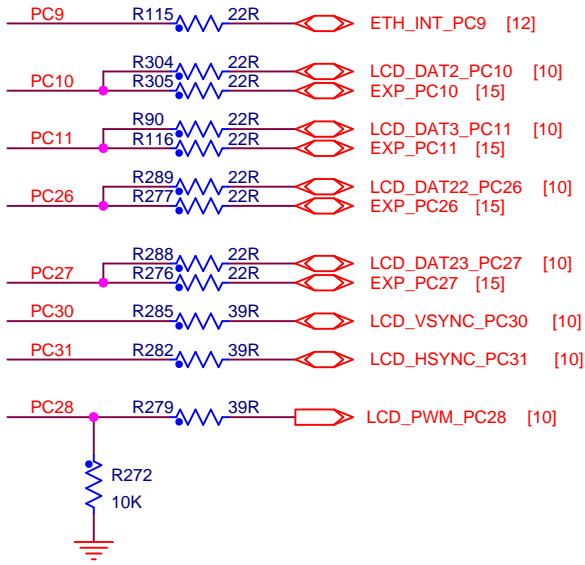 PC9 R115 22R ETH_INT_PC9 [12]
R304 22R LCD_DAT2_PC10 [10]
PC10 R305 22R EXP_PC10 [15]
R90 22R LCD_DAT3_PC11 [10]
PC11 R116 22R EXP_PC11 [15]
R289 22R LCD_DAT22_PC26 [10]
PC26 R277 22R EXP_PC26 [15]
R288 22R LCD_DAT23_PC27 [10]
PC27 R276 22R EXP_PC27 [15]
PC30 R285 39R LCD_VSYNC_PC30 [10]
PC31 R282 39R LCD_HSYNC_PC31 [10]
PC28 R279 39R LCD_PWM_PC28 [10]
R272
10K